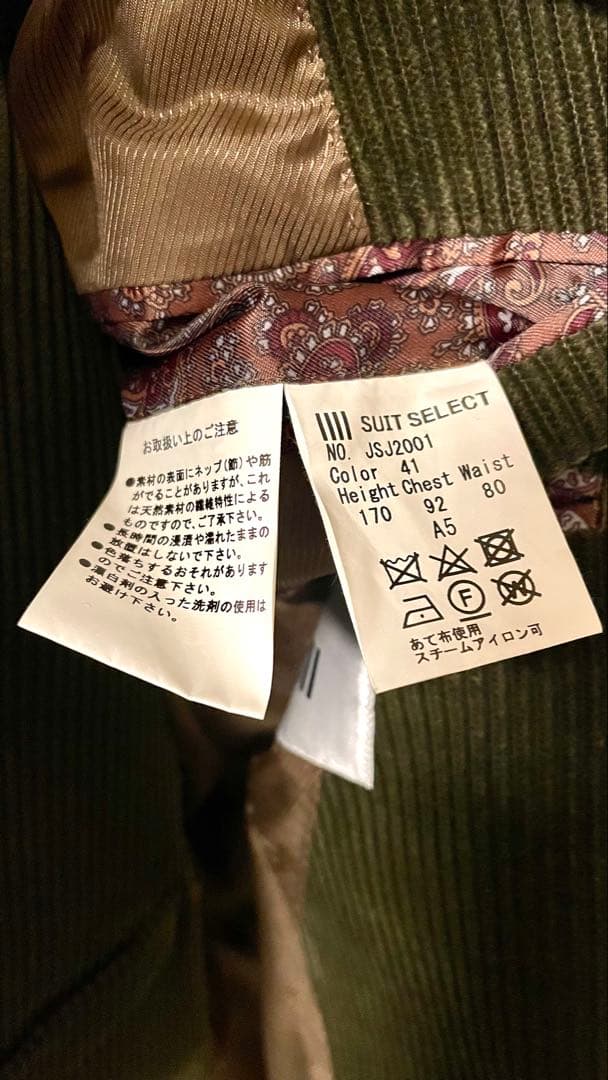 お取扱い上のご注意
●素材の表面にネップ(節)や筋
がでることがありますが、これ
は天然素材の繊維特性による
ものですので、ご了承下さい。
●長時間の浸漬や濡れたままの
放置はしないで下さい。
●色落ちするおそれがあります
のでご注意下さい。
●漂白剤の入った洗剤の使用は
お避け下さい。
SUIT SELECT
NO. JSJ2001
Color 41
Height Chest Waist
170 92 80
A5
F
W
あて布使用
スチームアイロン可